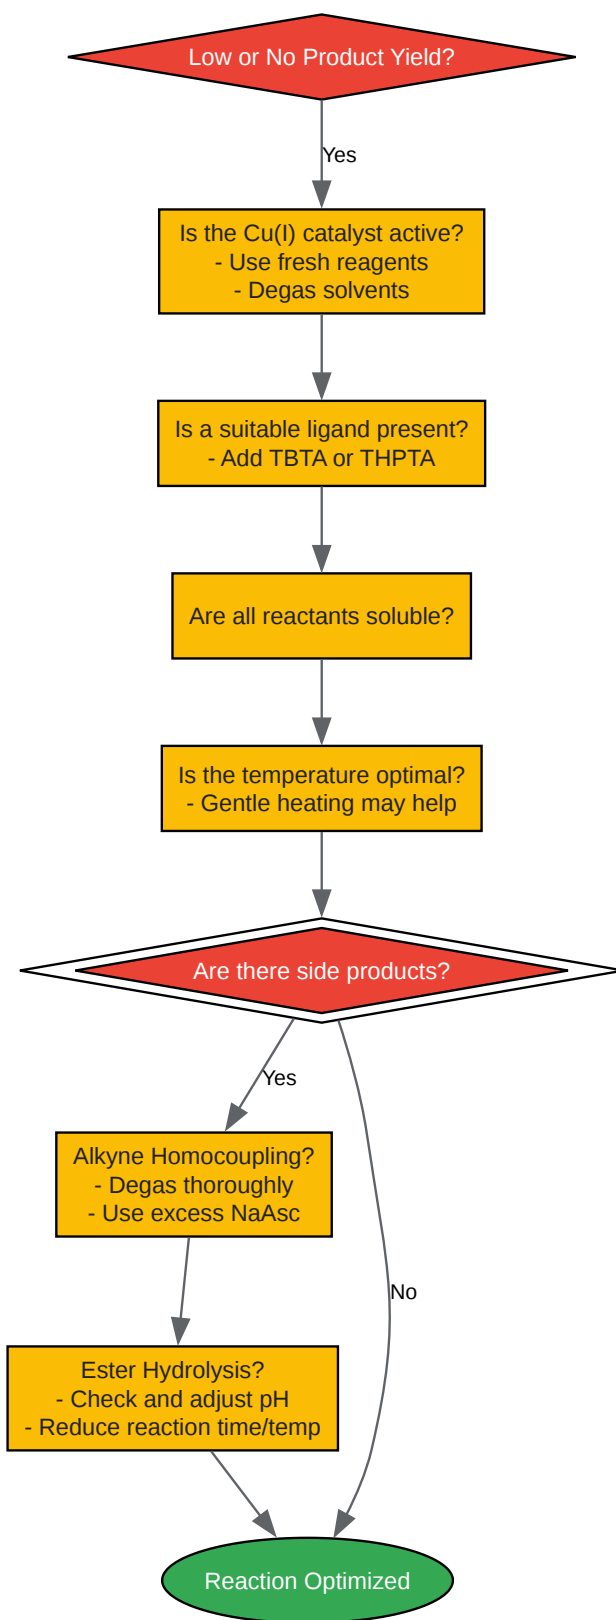 Low or No Product Yield?
Yes
Is the Cu(I) catalyst active?
- Use fresh reagents
- Degas solvents
Is a suitable ligand present?
- Add TBTA or THPTA
Are all reactants soluble?
Is the temperature optimal?
- Gentle heating may help
Are there side products?
Yes
Alkyne Homocoupling?
- Degas thoroughly
- Use excess NaAsc
No
Ester Hydrolysis?
- Check and adjust pH
- Reduce reaction time/temp
Reaction Optimized